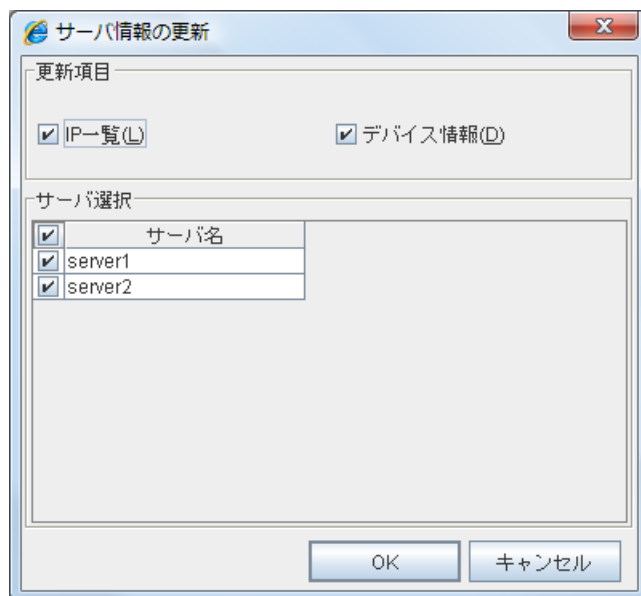 サーバ情報の更新
更新項目
IP一覧(L) デバイス情報(D)
サーバ選択
サーバ名
server1
server2
OK キャンセル